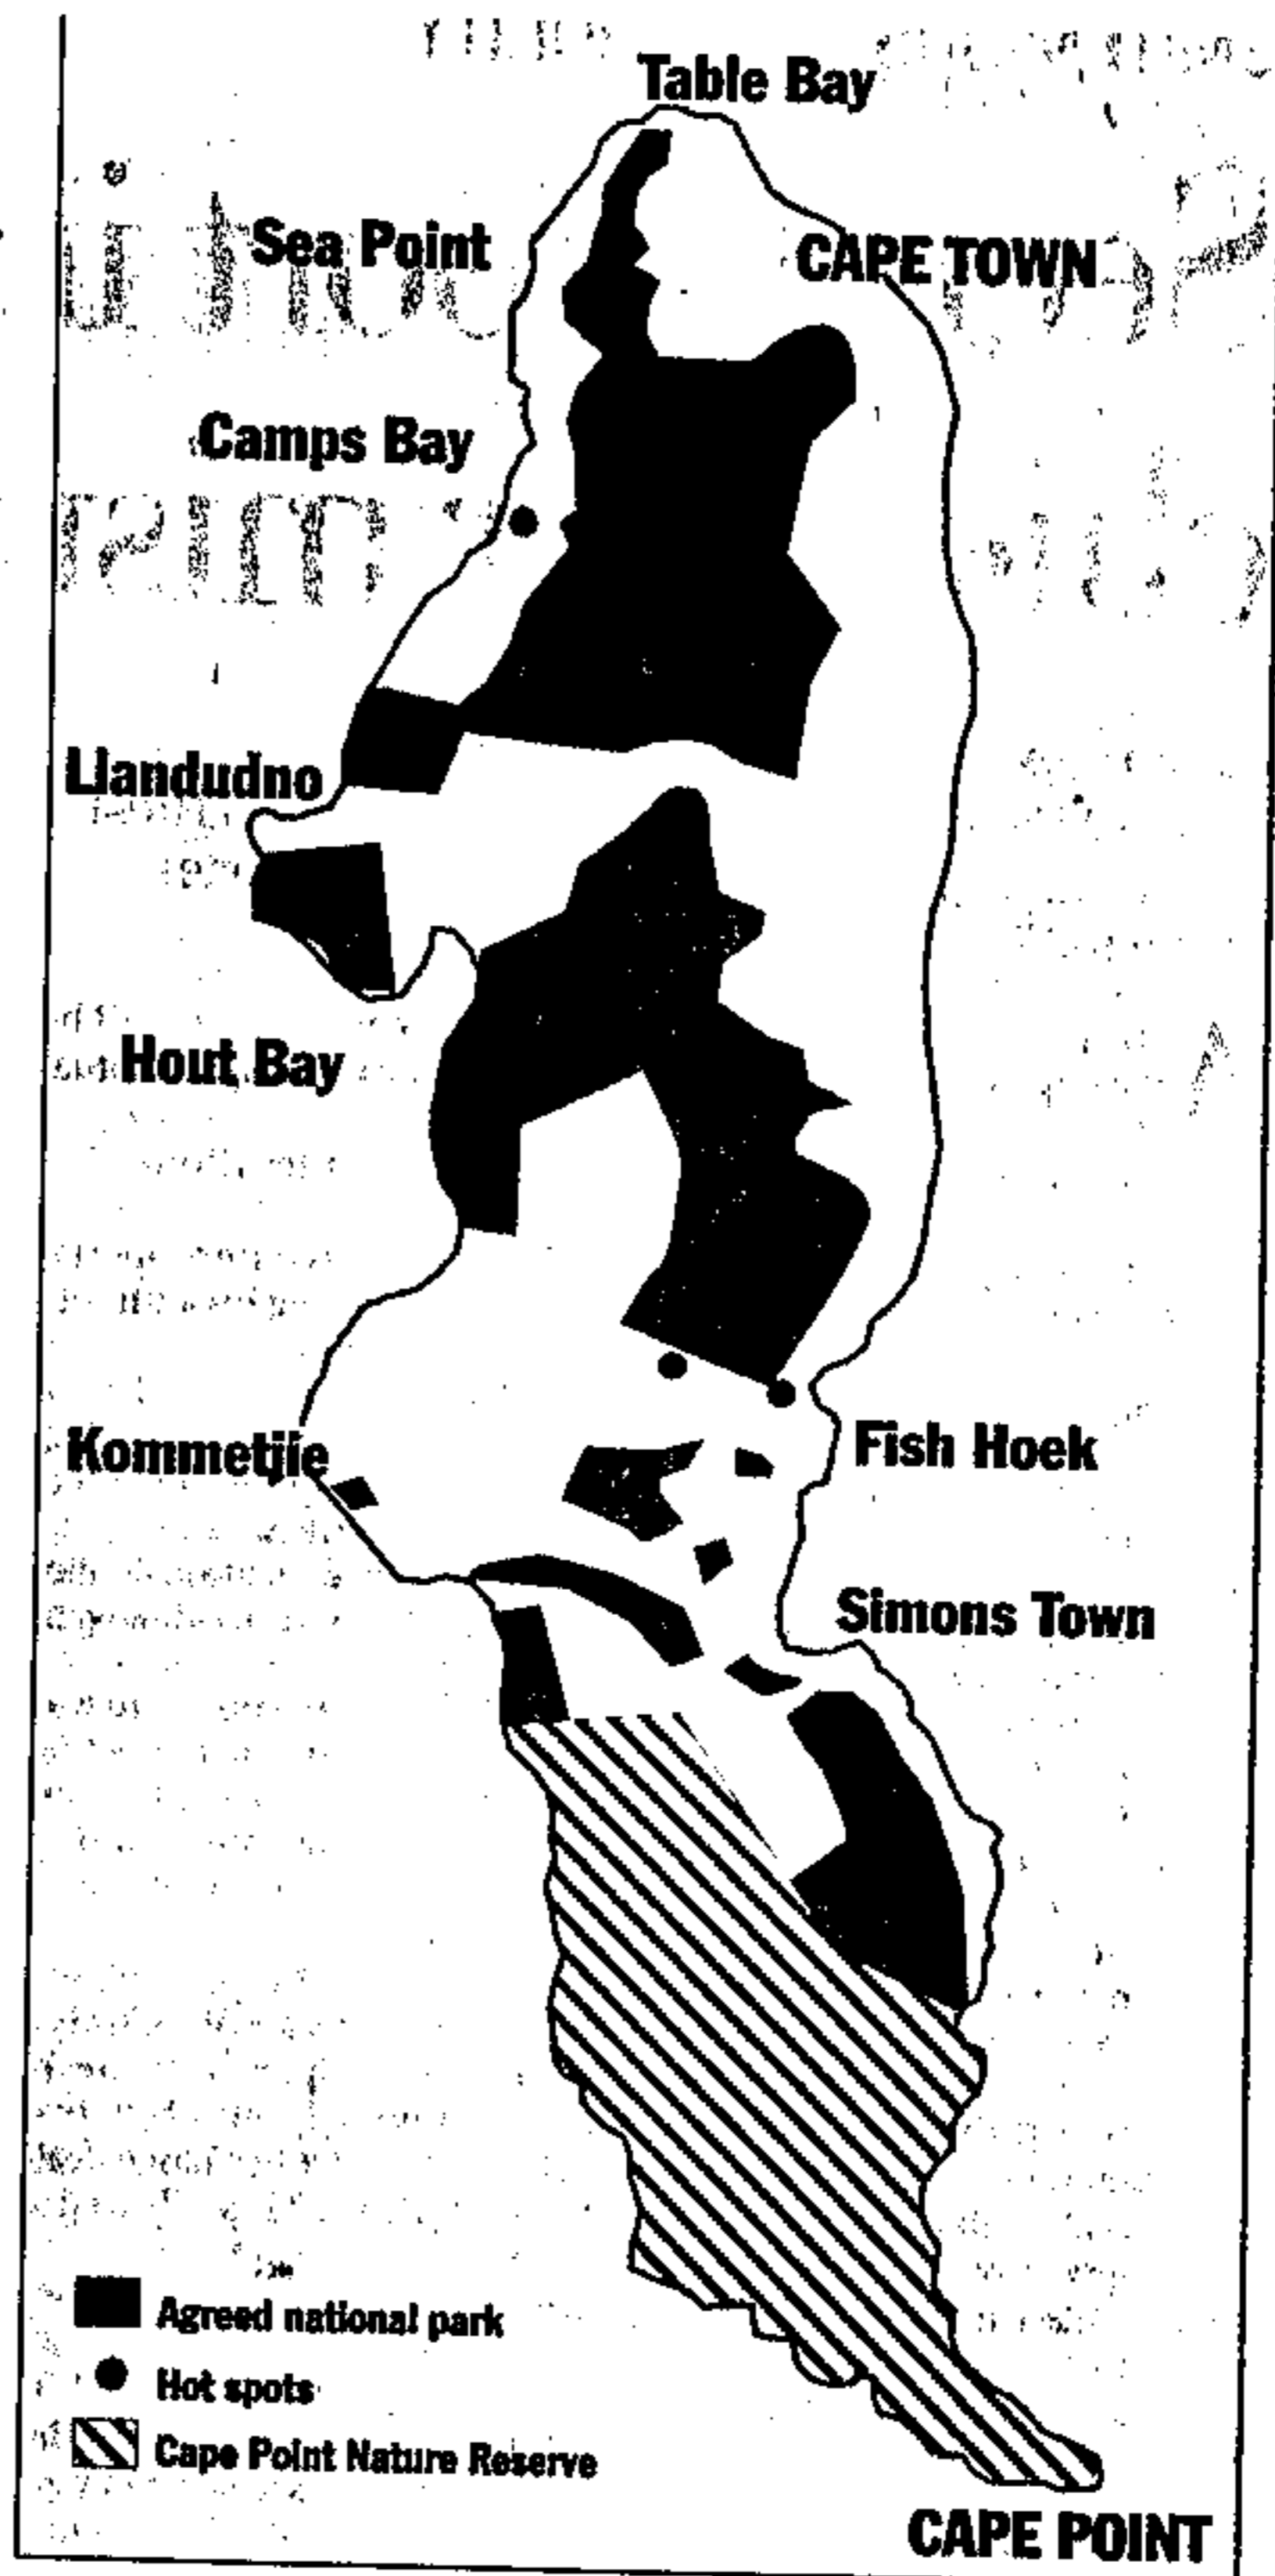 Table Bay
Sea Point
CAPE TOWN
Camps Bay
Llandudno
Hout Bay
Kommetjie
Fish Hoek
Simons Town
Agreed national park
Hot spots
Cape Point Nature Reserve
CAPE POINT